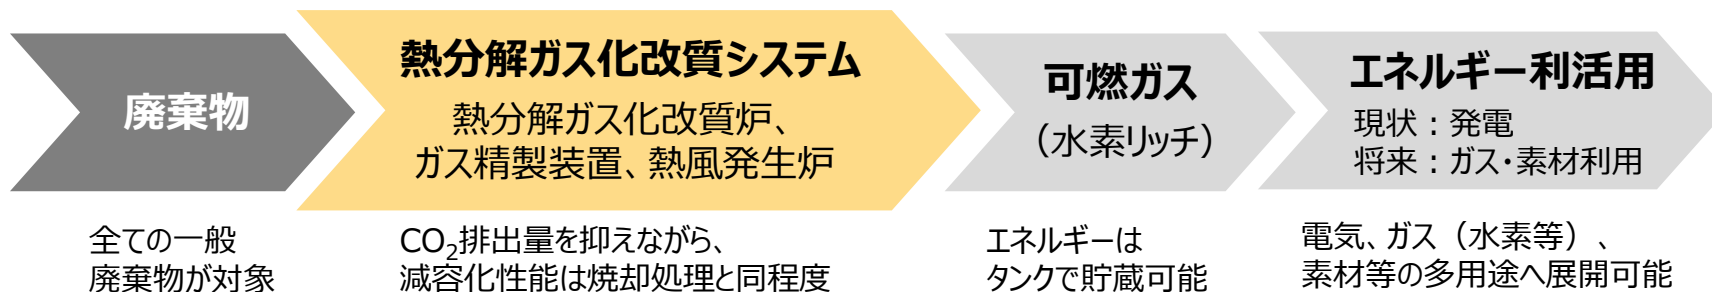 廃棄物
全ての一般
廃棄物が対象
熱分解ガス化改質システム
熱分解ガス化改質炉、
ガス精製装置、熱風発生炉
CO₂排出量を抑えながら、
減容化性能は焼却処理と同程度
可燃ガス
（水素リッチ）
エネルギーは
タンクで貯蔵可能
エネルギー利活用
現状：発電
将来：ガス・素材利用
電気、ガス（水素等）、
素材等の多用途へ展開可能